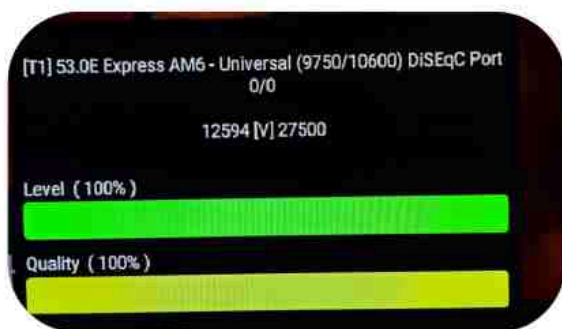 [T1] 53.0E Express AM6 - Universal (9750/10600) DiSEqC Port
0/0
12594 [V] 27500
Level ( 100% )
Quality ( 100% )